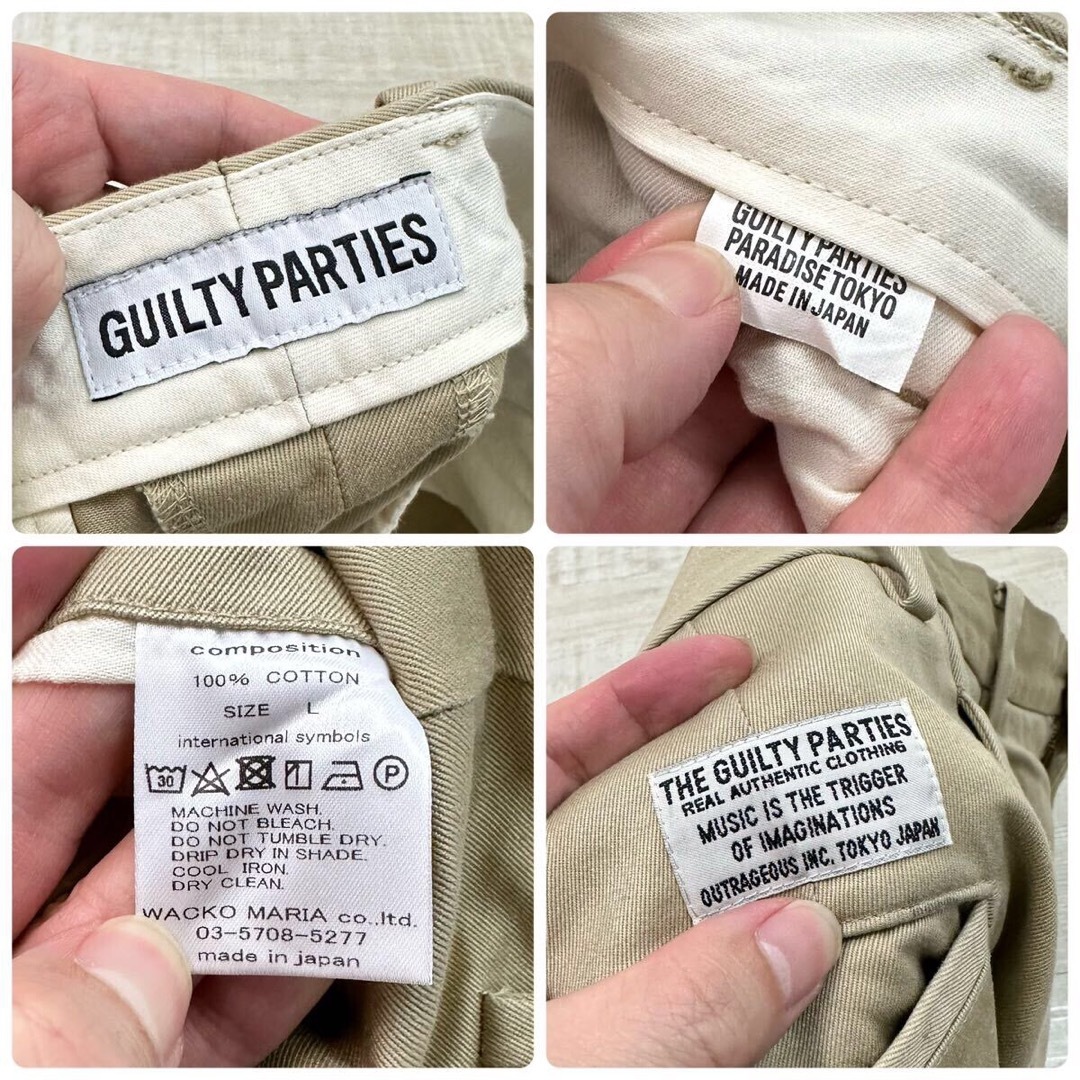 GUILTY PARTIES
GUILTY PARTIES
PARADISE TOKYO
MADE IN JAPAN
composition
100% COTTON
SIZE L
international symbols
30 P
MACHINE WASH.
DO NOT BLEACH.
DO NOT TUMBLE DRY.
DRIP DRY IN SHADE.
COOL IRON.
DRY CLEAN.
WACKO MARIA co.,ltd.
03-5708-5277
made in japan
THE GUILTY PARTIES
REAL AUTHENTIC CLOTHING
MUSIC IS THE TRIGGER
OF IMAGINATIONS
OUTRAGEOUS INC. TOKYO JAPAN